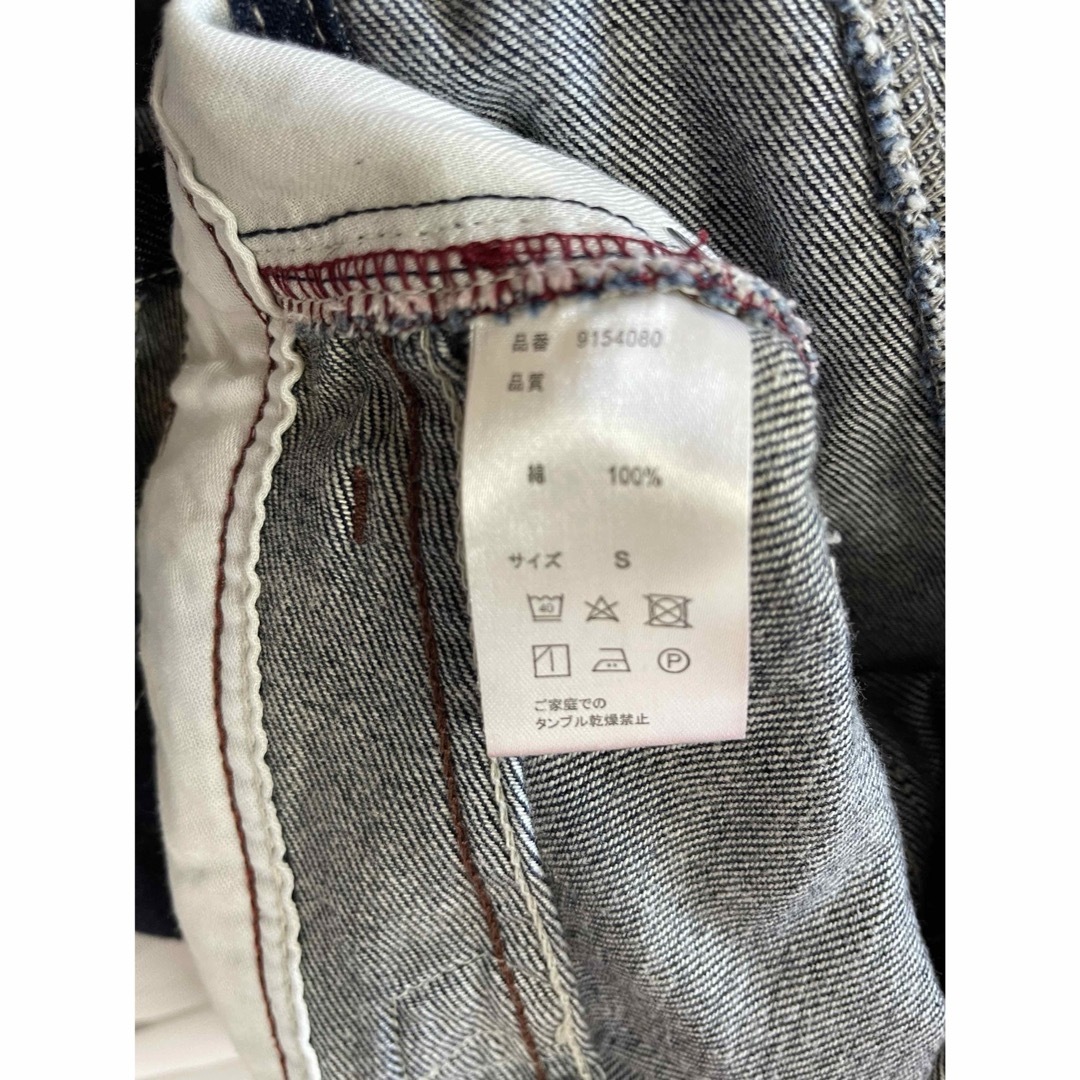 品番 9154080
品質
綿 100%
サイズ S
40
P
ご家庭での
タンブル乾燥禁止